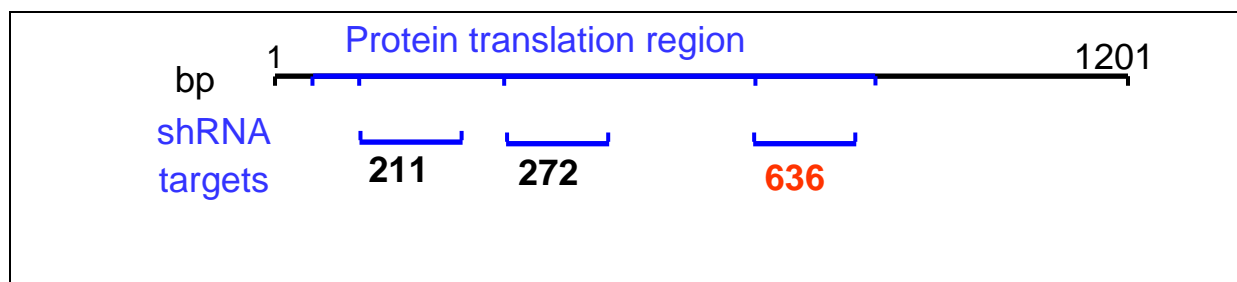 Protein translation region
1 1201
bp
shRNA
targets
211 272 636